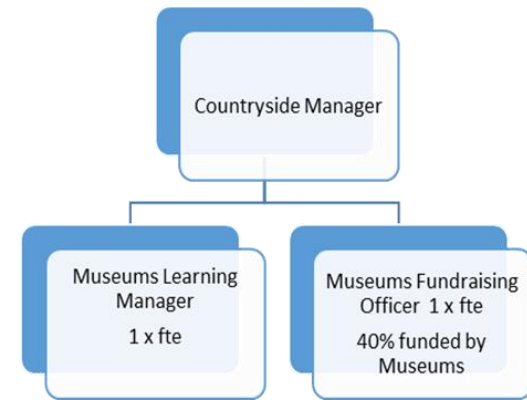 Countryside Manager
Museums Learning
Manager
1 x fte
Museums Fundraising
Officer 1 x fte
40% funded by
Museums